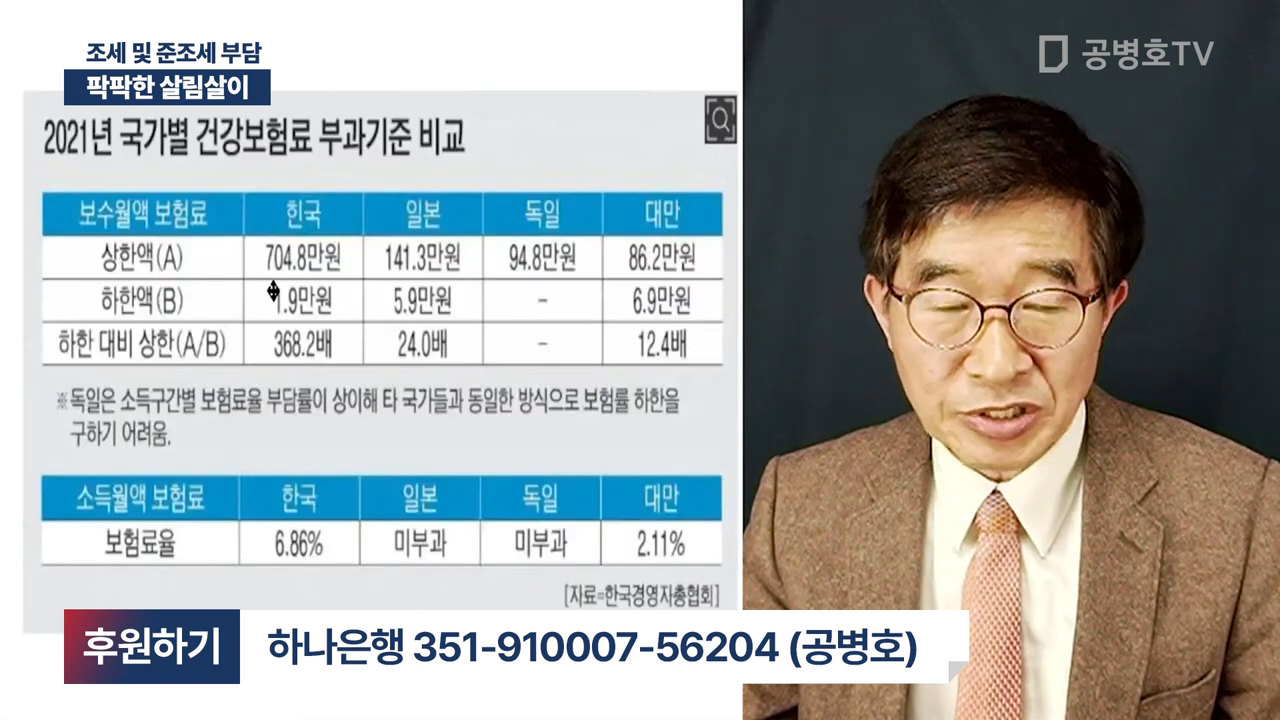 조세 및 준조세 부담
팍팍한 살림살이
공병호TV
2021년 국가별 건강보험료 부과기준 비교
보수월액 보험료 한국 일본 독일 대만
상한액(A) 704.8만원 141.3만원 94.8만원 86.2만원
하한액(B) 1.9만원 5.9만원 – 6.9만원
하한 대비 상한(A/B) 368.2배 24.0배 – 12.4배
※독일은 소득구간별 보험료율 부담률이 상이해 타 국가들과 동일한 방식으로 보험률 하한을
구하기 어려움.
소득월액 보험료 한국 일본 독일 대만
보험료율 6.86% 미부과 미부과 2.11%
[자료=한국경영자총협회]
후원하기 하나은행 351-910007-56204 (공병호)